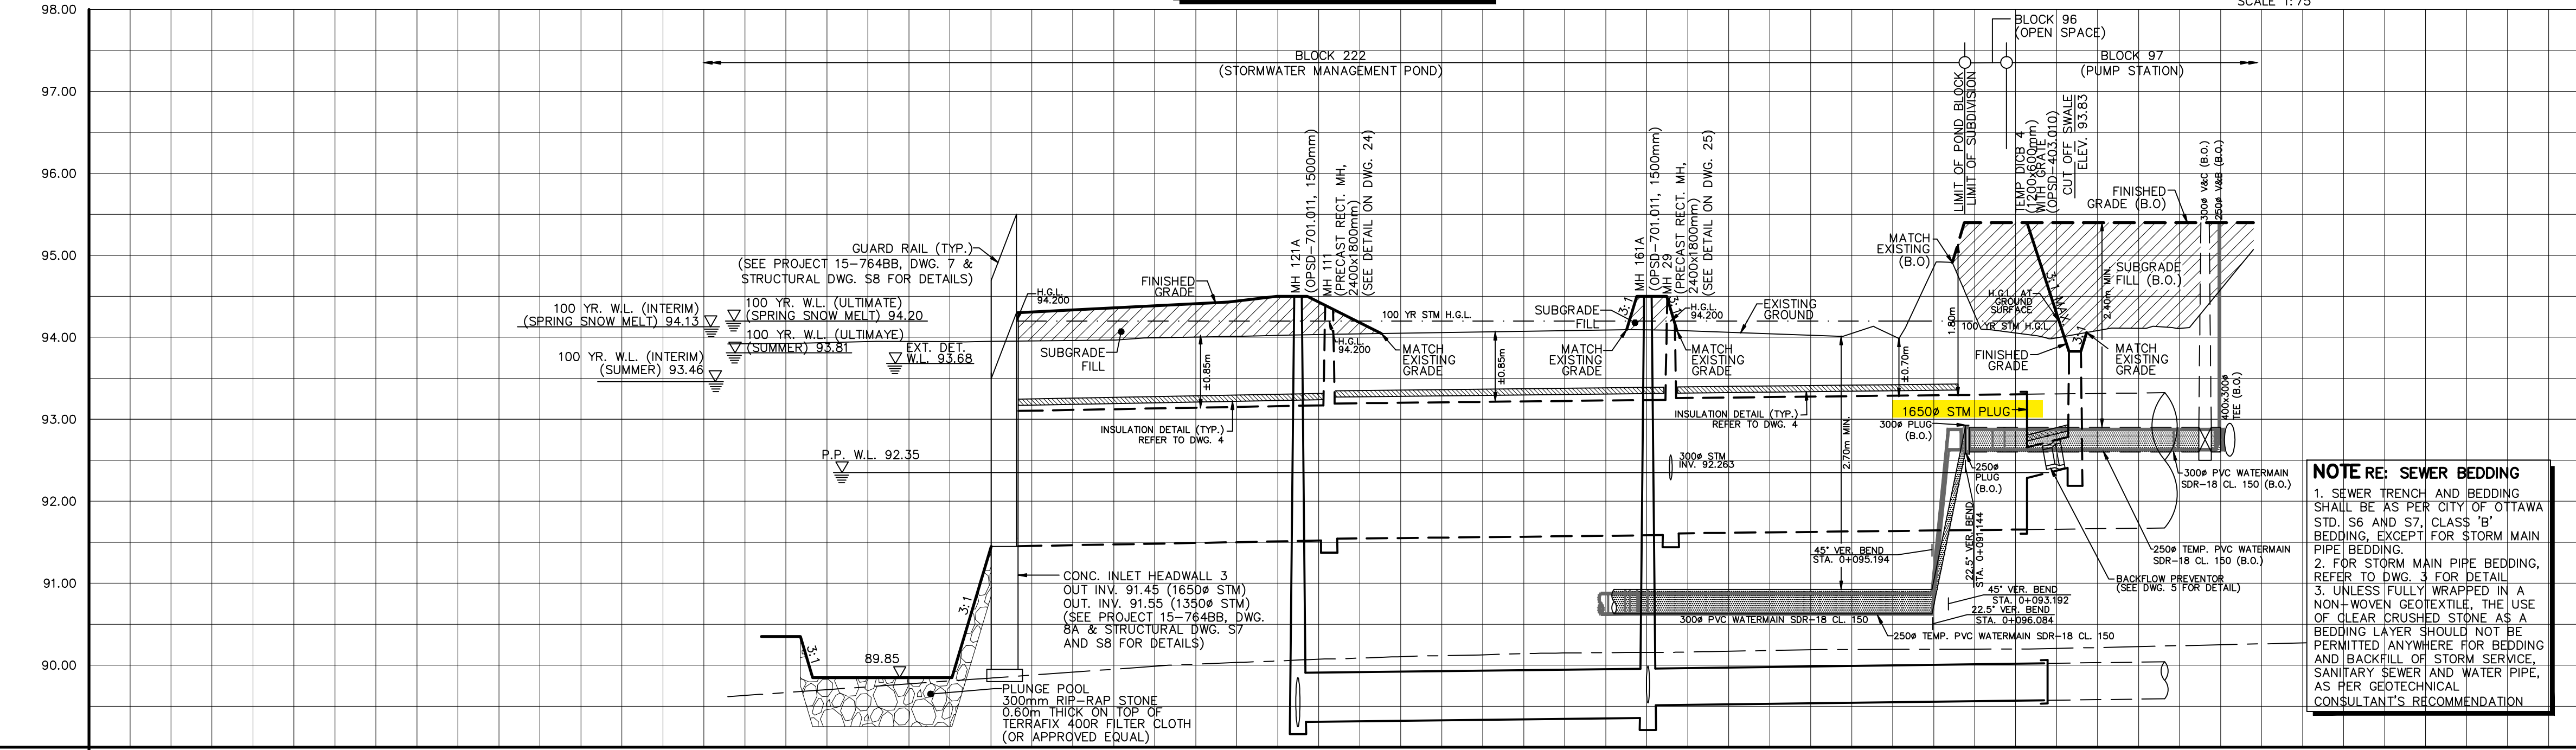 SCALE 1:75
98.00
97.00
96.00
95.00
94.00
93.00
92.00
91.00
90.00
BLOCK 222
(STORMWATER MANAGEMENT POND)
BLOCK 96
(OPEN SPACE)
BLOCK 97
(PUMP STATION)
LIMIT OF POND BLOCK
LIMIT OF SUBDIVISION
TEMP DICB 4
(1200x600mm)
WITH GRATE
(OPSD-403.010)
CUT OFF SWALE
ELEV. 93.83
FINISHED
GRADE (B.O)
300ø V&C (B.O.)
250ø V&B (B.O.)
GUARD RAIL (TYP.)
(SEE PROJECT 15-764BB, DWG. 7 &
STRUCTURAL DWG. S8 FOR DETAILS)
100 YR. W.L. (INTERIM)
(SPRING SNOW MELT) 94.13
100 YR. W.L. (ULTIMATE)
(SPRING SNOW MELT) 94.20
100 YR. W.L. (ULTIMAYE)
(SUMMER) 93.81
EXT. DET.
W.L. 93.68
100 YR. W.L. (INTERIM)
(SUMMER) 93.46
P.P. W.L. 92.35
H.G.L.
94.200
FINISHED
GRADE
SUBGRADE
FILL
±0.85m
MH 121A
(OPSD-701.011, 1500mm)
MH 111
(PRECAST RECT. MH,
2400x1800mm)
(SEE DETAIL ON DWG. 24)
H.G.L.
94.200
MATCH
EXISTING
GRADE
100 YR STM H.G.L.
±0.85m
INSULATION DETAIL (TYP.)
REFER TO DWG. 4
MH 161A
(OPSD-701.011, 1500mm)
MH 29
(PRECAST RECT. MH,
2400x1800mm)
(SEE DETAIL ON DWG. 25)
SUBGRADE
FILL
3:1
3:1
H.G.L.
94.200
MATCH
EXISTING
GRADE
MATCH
EXISTING
GRADE
EXISTING
GROUND
INSULATION DETAIL (TYP.)
REFER TO DWG. 4
300ø STM
INV. 92.263
2.70m MIN.
±0.70m
1.80m
MATCH
EXISTING
(B.O)
3:1 MAX
SUBGRADE
FILL (B.O.)
2.40m MIN.
H.G.L AT
GROUND
SURFACE
100 YR STM H.G.L.
3:1
FINISHED
GRADE
MATCH
EXISTING
GRADE
400x300ø
TEE (B.O.)
1650ø STM PLUG
300ø PLUG
(B.O.)
250ø
PLUG
(B.O.)
300ø PVC WATERMAIN
SDR-18 CL. 150 (B.O.)
250ø TEMP. PVC WATERMAIN
SDR-18 CL. 150 (B.O.)
BACKFLOW PREVENTOR
(SEE DWG. 5 FOR DETAIL)
45° VER. BEND
STA. 0+095.194
22.5° VER. BEND
STA. 0+091.144
45° VER. BEND
STA. 0+093.192
22.5° VER. BEND
STA. 0+096.084
300ø PVC WATERMAIN SDR-18 CL. 150
250ø TEMP. PVC WATERMAIN SDR-18 CL. 150
CONC. INLET HEADWALL 3
OUT INV. 91.45 (1650ø STM)
OUT. INV. 91.55 (1350ø STM)
(SEE PROJECT 15-764BB, DWG.
8A & STRUCTURAL DWG. S7
AND S8 FOR DETAILS)
3:1
3:1
89.85
PLUNGE POOL
300mm RIP-RAP STONE
0.60m THICK ON TOP OF
TERRAFIX 400R FILTER CLOTH
(OR APPROVED EQUAL)
NOTE RE: SEWER BEDDING
1. SEWER TRENCH AND BEDDING
SHALL BE AS PER CITY OF OTTAWA
STD. S6 AND S7, CLASS 'B'
BEDDING, EXCEPT FOR STORM MAIN
PIPE BEDDING.
2. FOR STORM MAIN PIPE BEDDING,
REFER TO DWG. 3 FOR DETAIL
3. UNLESS FULLY WRAPPED IN A
NON-WOVEN GEOTEXTILE, THE USE
OF CLEAR CRUSHED STONE AS A
BEDDING LAYER SHOULD NOT BE
PERMITTED ANYWHERE FOR BEDDING
AND BACKFILL OF STORM SERVICE,
SANITARY SEWER AND WATER PIPE,
AS PER GEOTECHNICAL
CONSULTANT'S RECOMMENDATION